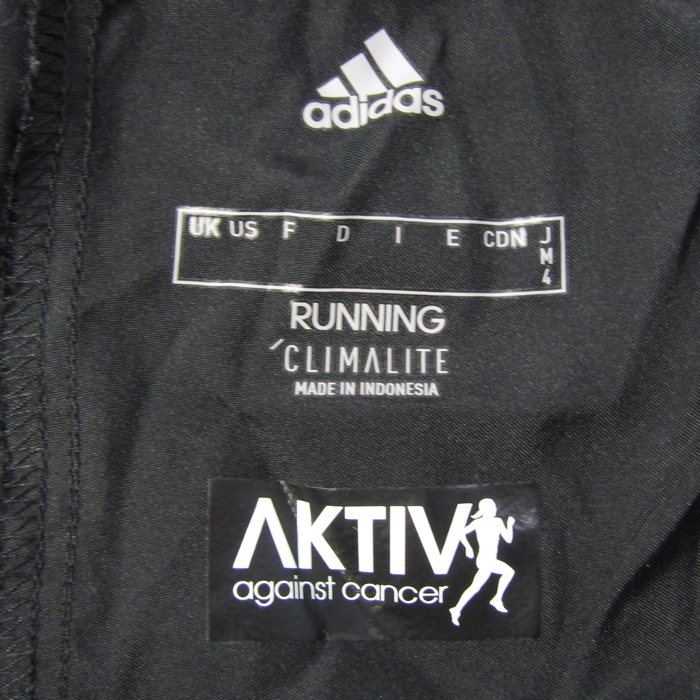 adidas
UK US F D I E CDN J
M
4
RUNNING
CLIMALITE
MADE IN INDONESIA
AKTIV
against cancer